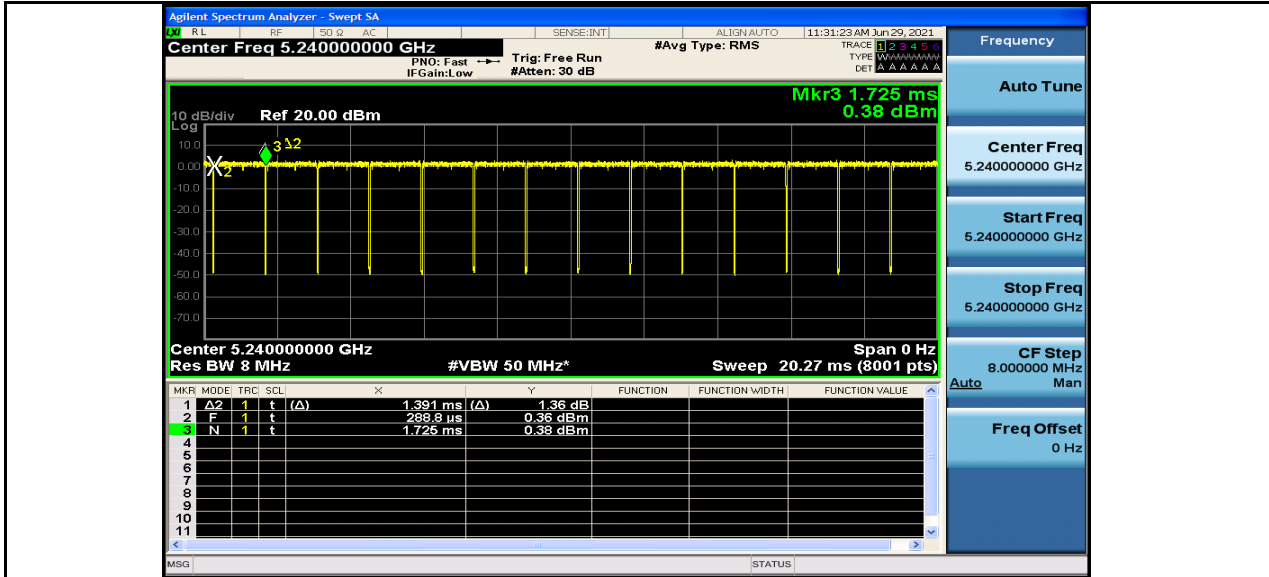 Agilent Spectrum Analyzer - Swept SA
LXI RL RF 50 Ω AC SENSE:INT ALIGN AUTO 11:31:23 AM Jun 29, 2021
Center Freq 5.240000000 GHz #Avg Type: RMS TRACE 1 2 3 4 5 6
PNO: Fast Trig: Free Run TYPE WWWWWW
IFGain:Low #Atten: 30 dB DET A A A A A A
Mkr3 1.725 ms
10 dB/div Ref 20.00 dBm 0.38 dBm
Log
10.0
0.00
-10.0
-20.0
-30.0
-40.0
-50.0
-60.0
-70.0
2
3 1Δ2
Center 5.240000000 GHz Span 0 Hz
Res BW 8 MHz #VBW 50 MHz* Sweep 20.27 ms (8001 pts)
MKR MODE TRC SCL X Y FUNCTION FUNCTION WIDTH FUNCTION VALUE
1 Δ2 1 t (Δ) 1.391 ms (Δ) 1.36 dB
2 F 1 t 288.8 µs 0.36 dBm
3 N 1 t 1.725 ms 0.38 dBm
4
5
6
7
8
9
10
11
MSG STATUS
Frequency
Auto Tune
Center Freq
5.240000000 GHz
Start Freq
5.240000000 GHz
Stop Freq
5.240000000 GHz
CF Step
8.000000 MHz
Auto Man
Freq Offset
0 Hz